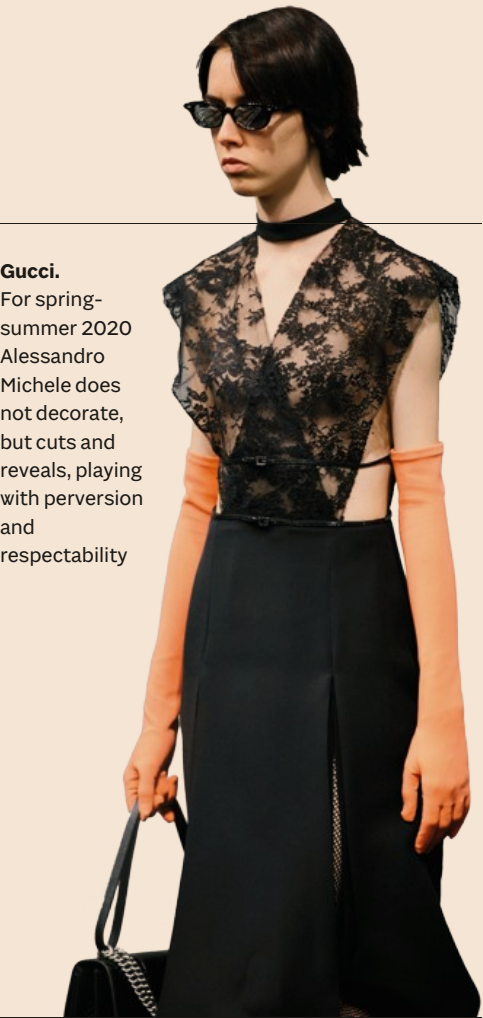 Gucci.
For spring-
summer 2020
Alessandro
Michele does
not decorate,
but cuts and
reveals, playing
with perversion
and
respectability